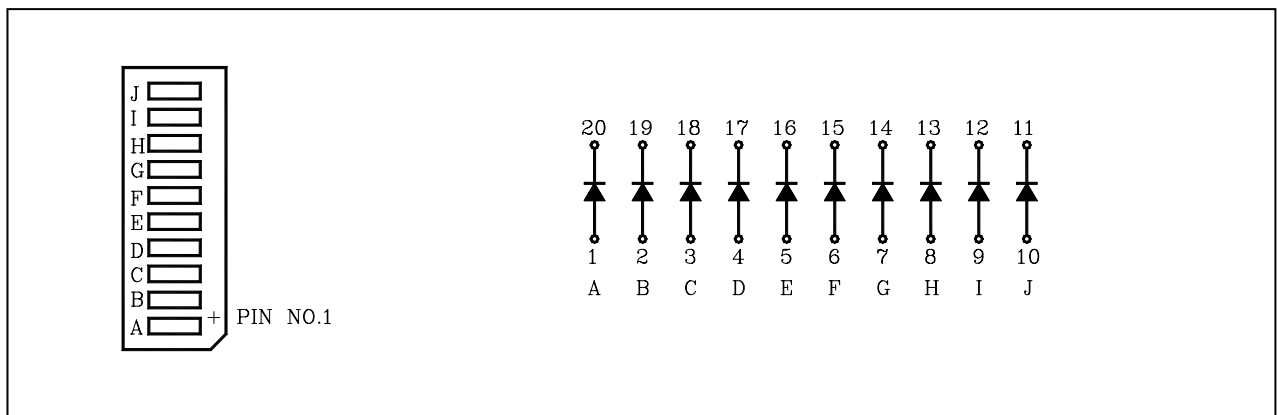 J
I
H
G
F
E
D
C
B
A
+ PIN NO.1
20 19 18 17 16 15 14 13 12 11
1 2 3 4 5 6 7 8 9 10
A B C D E F G H I J